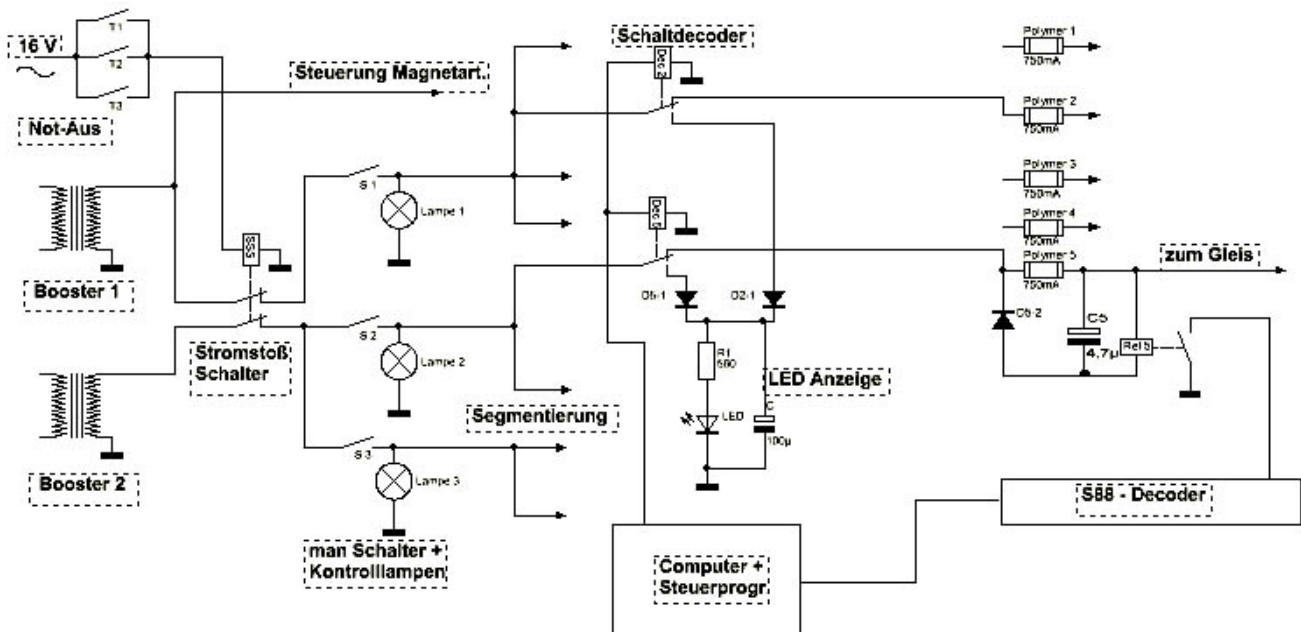 16 V
T1
T2
T3
Not-Aus
Steuerung Magnetart.
Schaltdecoder
Dec 2
Polymer 1
750mA
Polymer 2
750mA
Polymer 3
750mA
Polymer 4
750mA
Polymer 5
750mA
zum Gleis
Booster 1
SS5
S 1
Lampe 1
Dec 5
D5-1
D2-1
D5-2
C5
4,7µ
Rel 5
Stromstoß
Schalter
S 2
Lampe 2
R1
560
LED Anzeige
LED
C
100µ
Segmentierung
Booster 2
S 3
Lampe 3
man Schalter +
Kontrolllampen
Computer +
Steuerprogr
S88 - Decoder